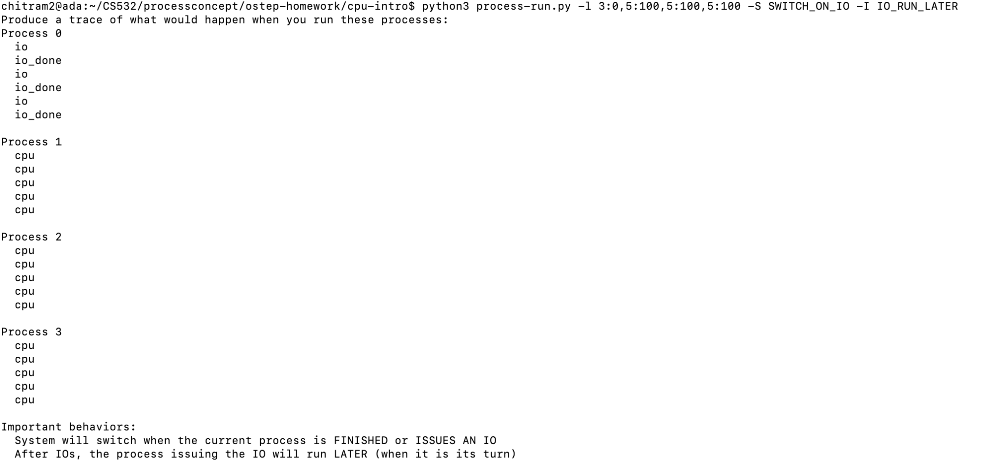 chitram2@ada:~/CS532/processconcept/ostep-homework/cpu-intro$ python3 process-run.py -l 3:0,5:100,5:100,5:100 -S SWITCH_ON_IO -I IO_RUN_LATER
Produce a trace of what would happen when you run these processes:
Process 0
  io
  io_done
  io
  io_done
  io
  io_done

Process 1
  cpu
  cpu
  cpu
  cpu
  cpu

Process 2
  cpu
  cpu
  cpu
  cpu
  cpu

Process 3
  cpu
  cpu
  cpu
  cpu
  cpu

Important behaviors:
  System will switch when the current process is FINISHED or ISSUES AN IO
  After IOs, the process issuing the IO will run LATER (when it is its turn)